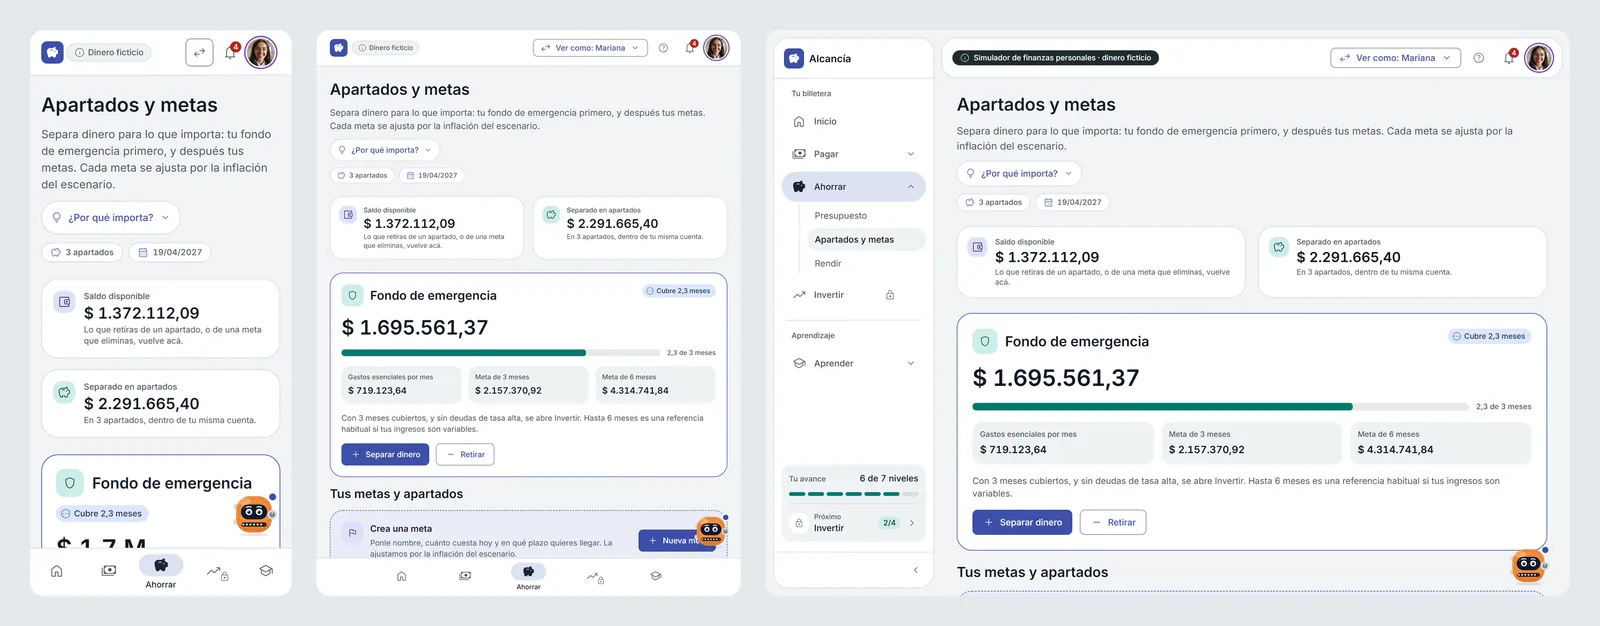 Dinero ficticio
4
Apartados y metas
Separa dinero para lo que importa: tu fondo
de emergencia primero, y después tus
metas. Cada meta se ajusta por la inflación
del escenario.
¿Por qué importa?
3 apartados
19/04/2027
Saldo disponible
$ 1.372.112,09
Lo que retiras de un apartado, o de una meta
que eliminas, vuelve acá.
Separado en apartados
$ 2.291.665,40
En 3 apartados, dentro de tu misma cuenta.
Fondo de emergencia
Cubre 2,3 meses
$ 1,7 M
Ahorrar
Dinero ficticio
Ver como: Mariana
4
Apartados y metas
Separa dinero para lo que importa: tu fondo de emergencia primero, y después tus metas.
Cada meta se ajusta por la inflación del escenario.
¿Por qué importa?
3 apartados
19/04/2027
Saldo disponible
$ 1.372.112,09
Lo que retiras de un apartado, o de una meta
que eliminas, vuelve acá.
Separado en apartados
$ 2.291.665,40
En 3 apartados, dentro de tu misma cuenta.
Fondo de emergencia
Cubre 2,3 meses
$ 1.695.561,37
2,3 de 3 meses
Gastos esenciales por mes
$ 719.123,64
Meta de 3 meses
$ 2.157.370,92
Meta de 6 meses
$ 4.314.741,84
Con 3 meses cubiertos, y sin deudas de tasa alta, se abre Invertir. Hasta 6 meses es una referencia
habitual si tus ingresos son variables.
+ Separar dinero
− Retirar
Tus metas y apartados
Crea una meta
Ponle nombre, cuánto cuesta hoy y en qué plazo quieres llegar. La
ajustamos por la inflación del escenario.
+ Nueva me
Ahorrar
Alcancía
Tu billetera
Inicio
Pagar
Ahorrar
Presupuesto
Apartados y metas
Rendir
Invertir
Aprendizaje
Aprender
Tu avance
6 de 7 niveles
Próximo
Invertir
2/4
Simulador de finanzas personales · dinero ficticio
Ver como: Mariana
4
Apartados y metas
Separa dinero para lo que importa: tu fondo de emergencia primero, y después tus metas. Cada meta se ajusta por la
inflación del escenario.
¿Por qué importa?
3 apartados
19/04/2027
Saldo disponible
$ 1.372.112,09
Lo que retiras de un apartado, o de una meta que eliminas, vuelve
acá.
Separado en apartados
$ 2.291.665,40
En 3 apartados, dentro de tu misma cuenta.
Fondo de emergencia
Cubre 2,3 meses
$ 1.695.561,37
2,3 de 3 meses
Gastos esenciales por mes
$ 719.123,64
Meta de 3 meses
$ 2.157.370,92
Meta de 6 meses
$ 4.314.741,84
Con 3 meses cubiertos, y sin deudas de tasa alta, se abre Invertir. Hasta 6 meses es una referencia habitual si tus ingresos son
variables.
+ Separar dinero
− Retirar
Tus metas y apartados